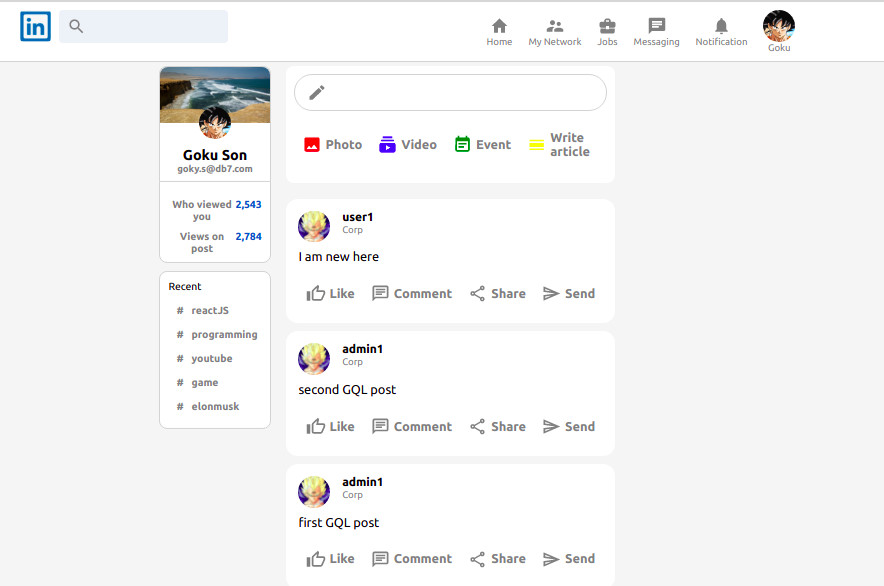 in
Home
My Network
Jobs
Messaging
Notification
Goku
Goku Son
goky.s@db7.com
Who viewed 2,543
you
Views on 2,784
post
Recent
# reactJS
# programming
# youtube
# game
# elonmusk
Photo
Video
Event
Write
article
user1
Corp
I am new here
Like Comment Share Send
admin1
Corp
second GQL post
Like Comment Share Send
admin1
Corp
first GQL post
Like Comment Share Send